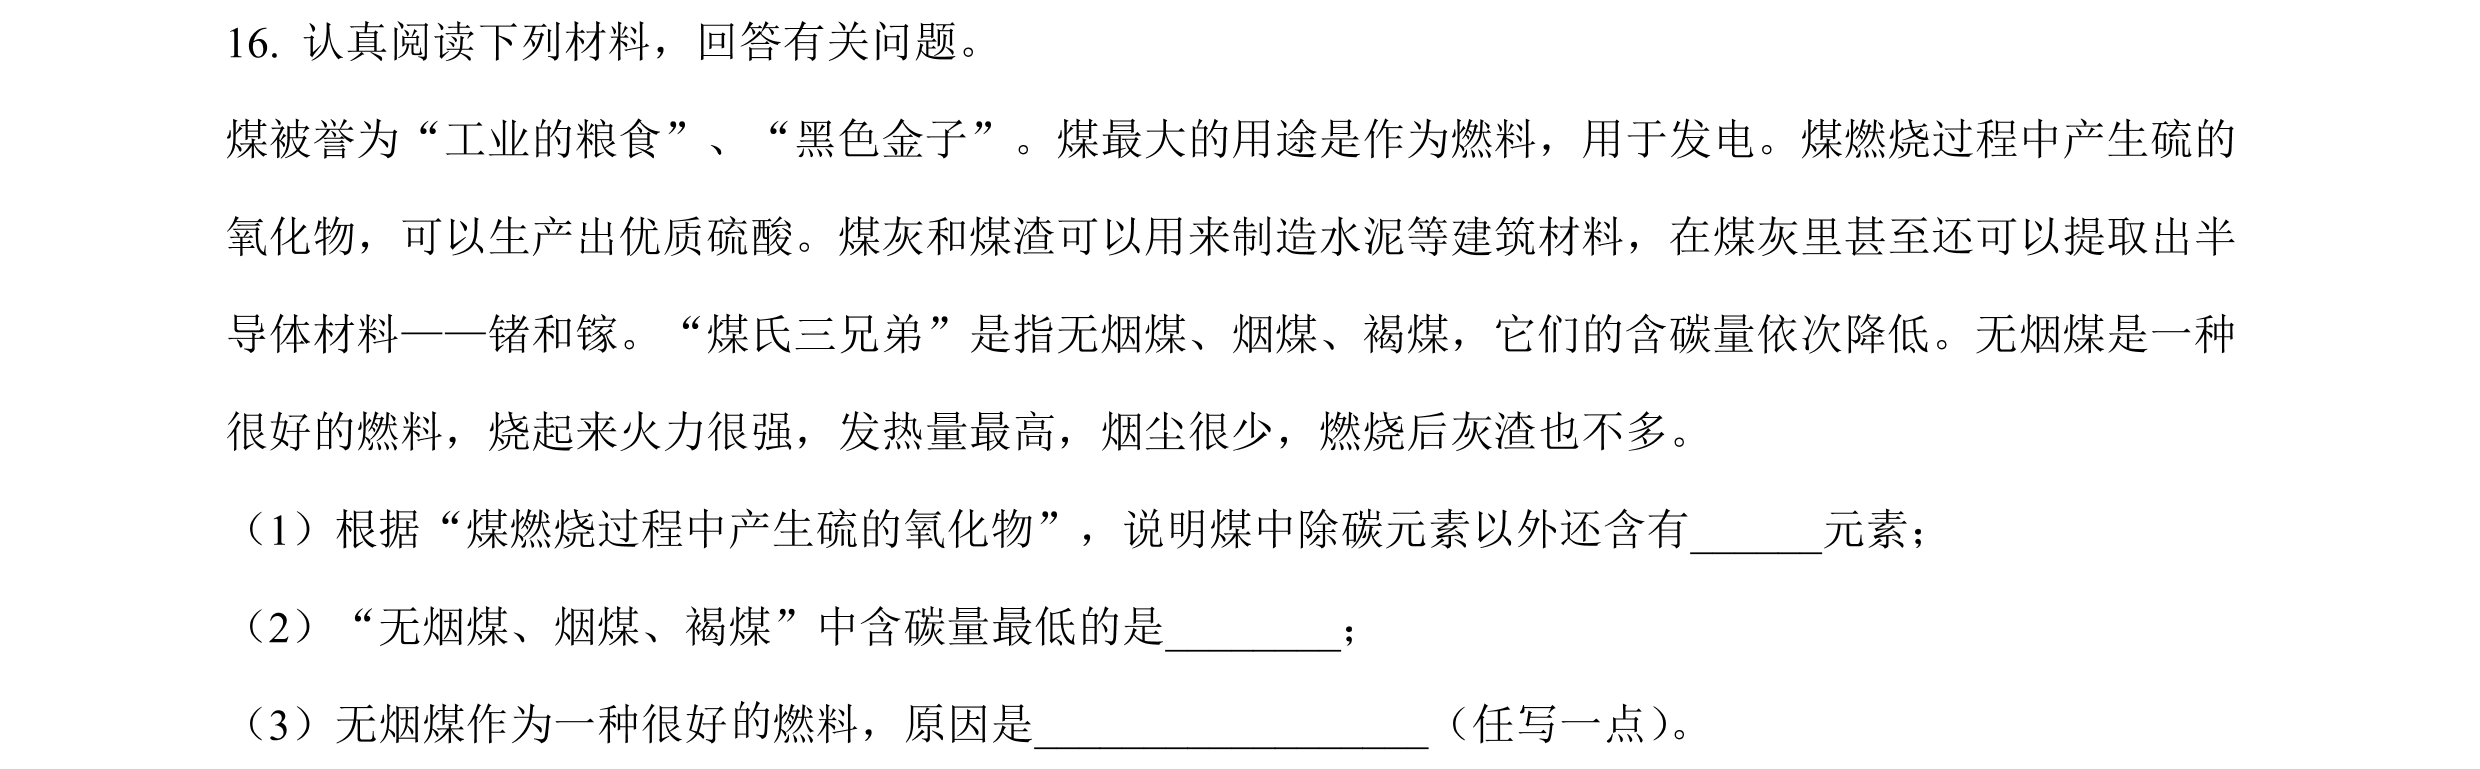 16. 认真阅读下列材料，回答有关问题。
煤被誉为“工业的粮食”、“黑色金子”。煤最大的用途是作为燃料，用于发电。煤燃烧过程中产生硫的
氧化物，可以生产出优质硫酸。煤灰和煤渣可以用来制造水泥等建筑材料，在煤灰里甚至还可以提取出半
导体材料——锗和镓。“煤氏三兄弟”是指无烟煤、烟煤、褐煤，它们的含碳量依次降低。无烟煤是一种
很好的燃料，烧起来火力很强，发热量最高，烟尘很少，燃烧后灰渣也不多。
（1）根据“煤燃烧过程中产生硫的氧化物”，说明煤中除碳元素以外还含有______元素；
（2）“无烟煤、烟煤、褐煤”中含碳量最低的是________；
（3）无烟煤作为一种很好的燃料，原因是__________________（任写一点）。